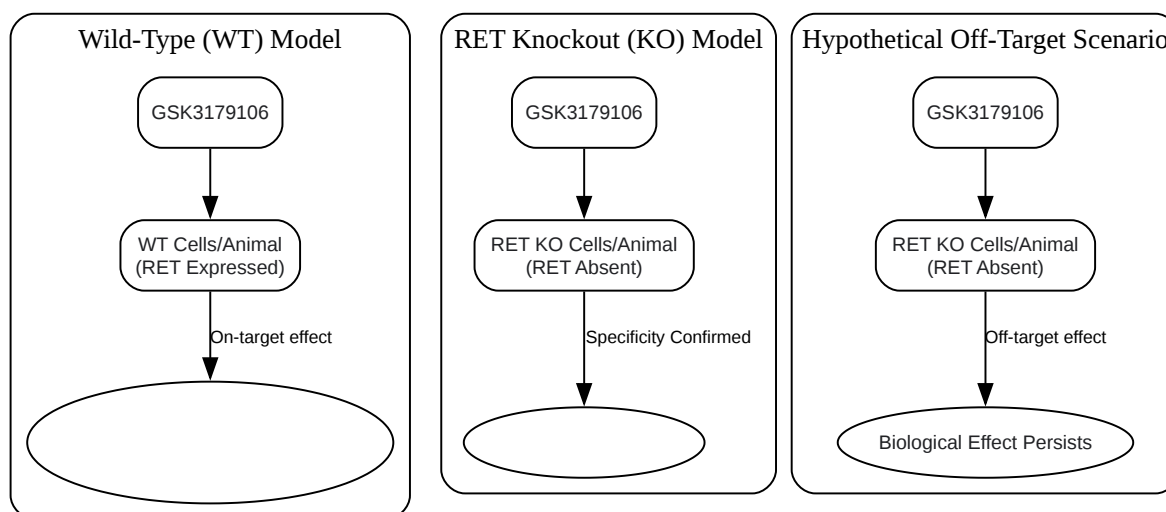 Wild-Type (WT) Model
GSK3179106
WT Cells/Animal
(RET Expressed)
On-target effect
RET Knockout (KO) Model
GSK3179106
RET KO Cells/Animal
(RET Absent)
Specificity Confirmed
Hypothetical Off-Target Scenario
GSK3179106
RET KO Cells/Animal
(RET Absent)
Off-target effect
Biological Effect Persists